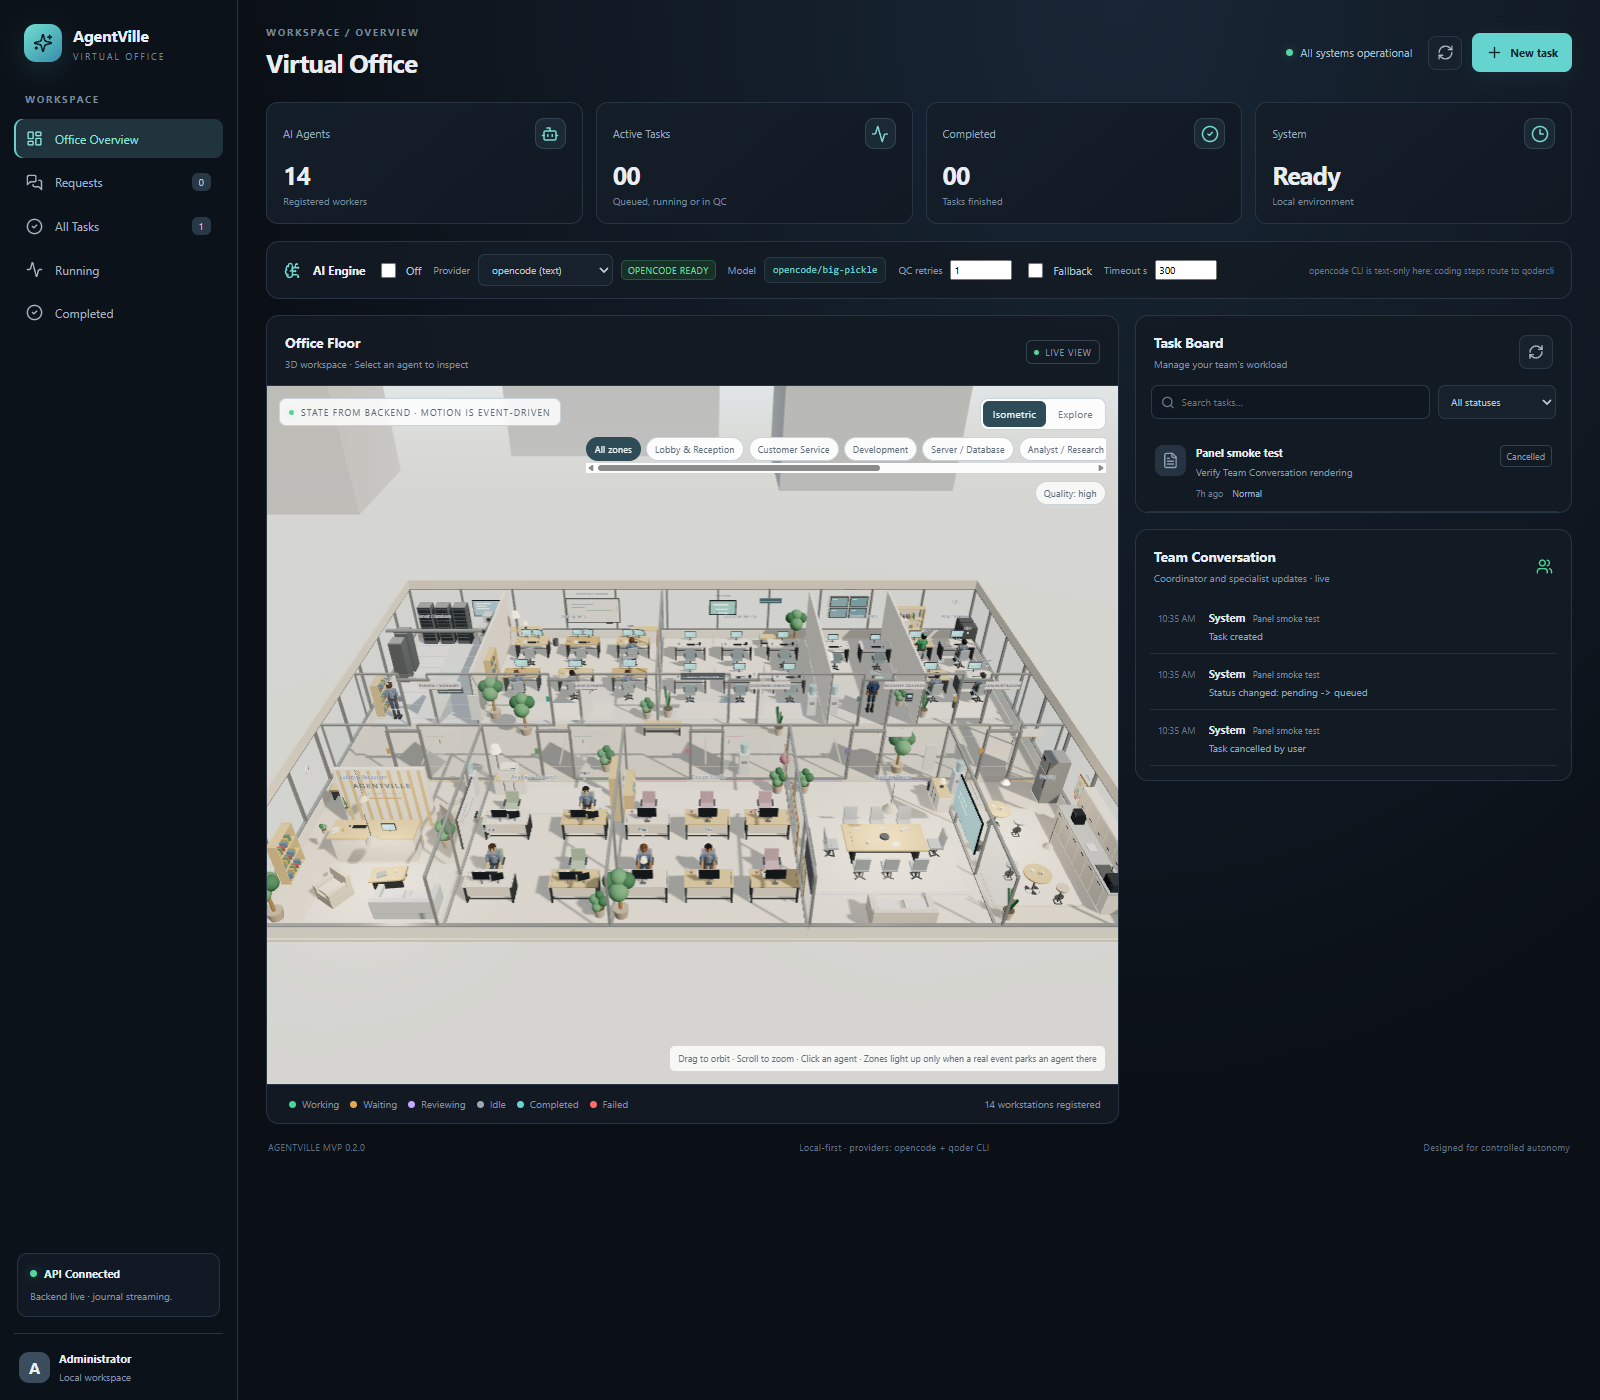 AgentVille
VIRTUAL OFFICE
WORKSPACE
Office Overview
Requests 0
All Tasks 1
Running
Completed
API Connected
Backend live · journal streaming.
A
Administrator
Local workspace
WORKSPACE / OVERVIEW
Virtual Office
All systems operational
New task
AI Agents
14
Registered workers
Active Tasks
00
Queued, running or in QC
Completed
00
Tasks finished
System
Ready
Local environment
AI Engine Off Provider opencode (text) OPENCODE READY Model opencode/big-pickle QC retries 1 Fallback Timeout s 300 opencode CLI is text-only here; coding steps route to qodercli
Office Floor
3D workspace · Select an agent to inspect
LIVE VIEW
STATE FROM BACKEND · MOTION IS EVENT-DRIVEN
Isometric Explore
All zones Lobby & Reception Customer Service Development Server / Database Analyst / Research
Quality: high
AGENTVILLE
Drag to orbit · Scroll to zoom · Click an agent · Zones light up only when a real event parks an agent there
Working Waiting Reviewing Idle Completed Failed
14 workstations registered
Task Board
Manage your team's workload
Search tasks...
All statuses
Panel smoke test
Cancelled
Verify Team Conversation rendering
7h ago Normal
Team Conversation
Coordinator and specialist updates · live
10:35 AM System Panel smoke test
Task created
10:35 AM System Panel smoke test
Status changed: pending -> queued
10:35 AM System Panel smoke test
Task cancelled by user
AGENTVILLE MVP 0.2.0
Local-first · providers: opencode + qoder CLI
Designed for controlled autonomy